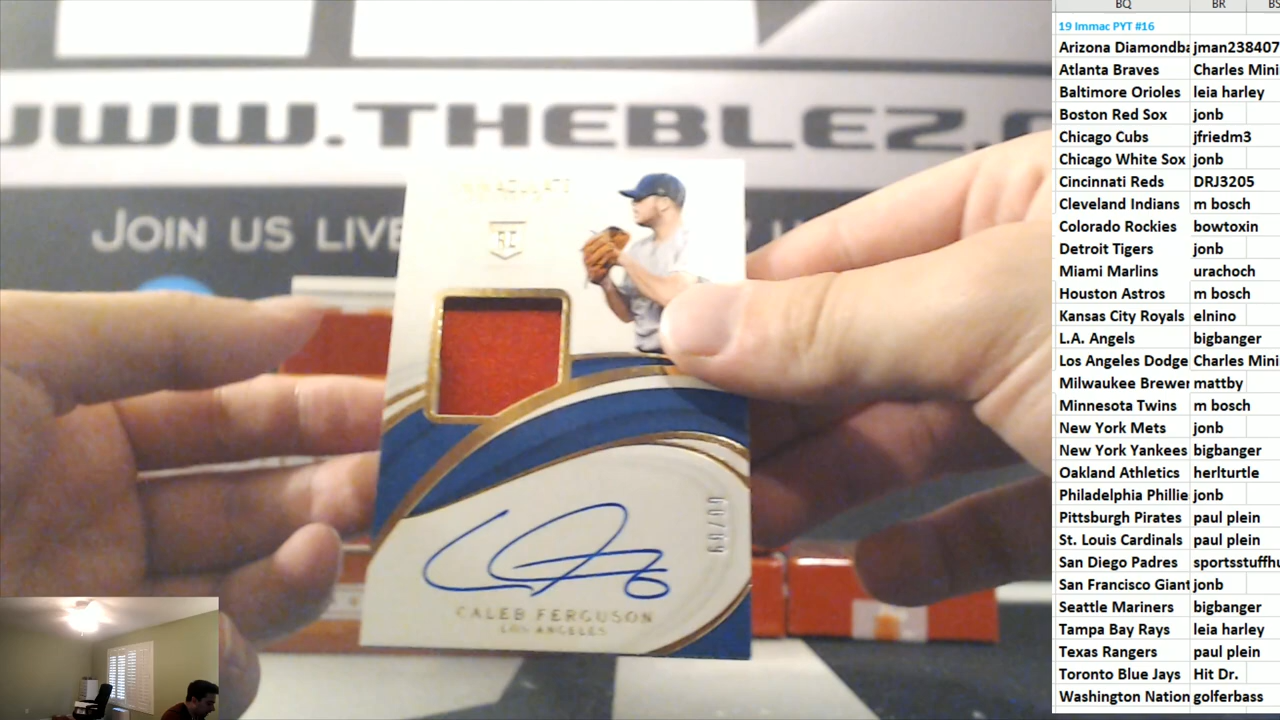 WWW.THEBLEZ.
JOIN US LIVE
IMMACULATE
RC
CALEB FERGUSON
LOS ANGELES
BQ BR BS
19 Immac PYT #16
Arizona Diamondba jman238407
Atlanta Braves Charles Mini
Baltimore Orioles leia harley
Boston Red Sox jonb
Chicago Cubs jfriedm3
Chicago White Sox jonb
Cincinnati Reds DRJ3205
Cleveland Indians m bosch
Colorado Rockies bowtoxin
Detroit Tigers jonb
Miami Marlins urachoch
Houston Astros m bosch
Kansas City Royals elnino
L.A. Angels bigbanger
Los Angeles Dodge Charles Mini
Milwaukee Brewer mattby
Minnesota Twins m bosch
New York Mets jonb
New York Yankees bigbanger
Oakland Athletics herlturtle
Philadelphia Phillie jonb
Pittsburgh Pirates paul plein
St. Louis Cardinals paul plein
San Diego Padres sportsstuffhu
San Francisco Giant jonb
Seattle Mariners bigbanger
Tampa Bay Rays leia harley
Texas Rangers paul plein
Toronto Blue Jays Hit Dr.
Washington Nation golferbass